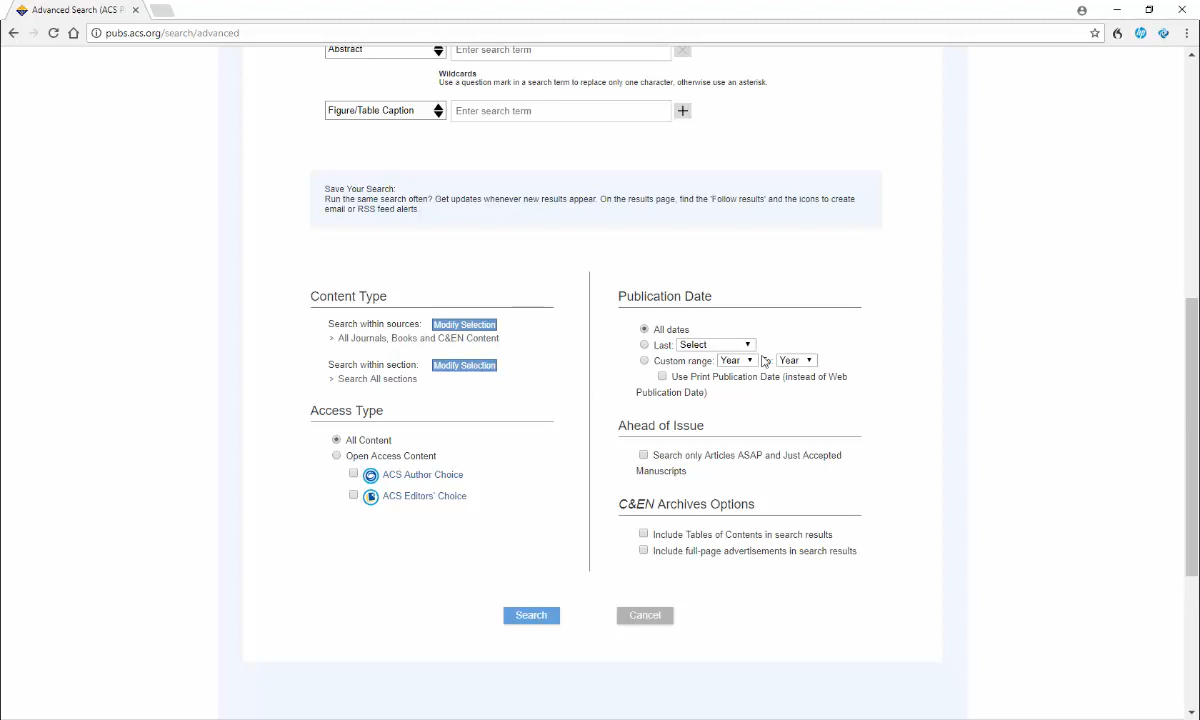 Advanced Search (ACS P
pubs.acs.org/search/advanced
Abstract Enter search term
Wildcards
Use a question mark in a search term to replace only one character, otherwise use an asterisk.
Figure/Table Caption Enter search term +
Save Your Search:
Run the same search often? Get updates whenever new results appear. On the results page, find the 'Follow results' and the icons to create
email or RSS feed alerts
Content Type
Search within sources: Modify Selection
> All Journals, Books and C&EN Content
Search within section: Modify Selection
> Search All sections
Access Type
All Content
Open Access Content
ACS Author Choice
ACS Editors' Choice
Publication Date
All dates
Last: Select
Custom range: Year Year
Use Print Publication Date (instead of Web
Publication Date)
Ahead of Issue
Search only Articles ASAP and Just Accepted
Manuscripts
C&EN Archives Options
Include Tables of Contents in search results
Include full-page advertisements in search results
Search Cancel